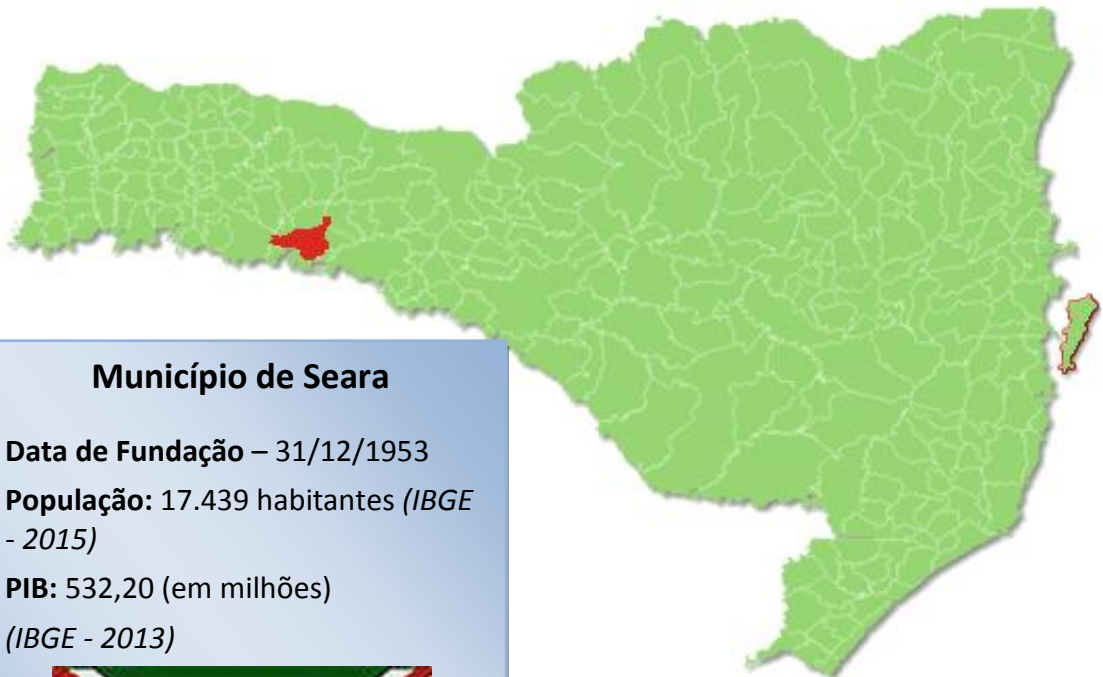 Município de Seara
Data de Fundação – 31/12/1953
População: 17.439 habitantes (IBGE
- 2015)
PIB: 532,20 (em milhões)
(IBGE - 2013)